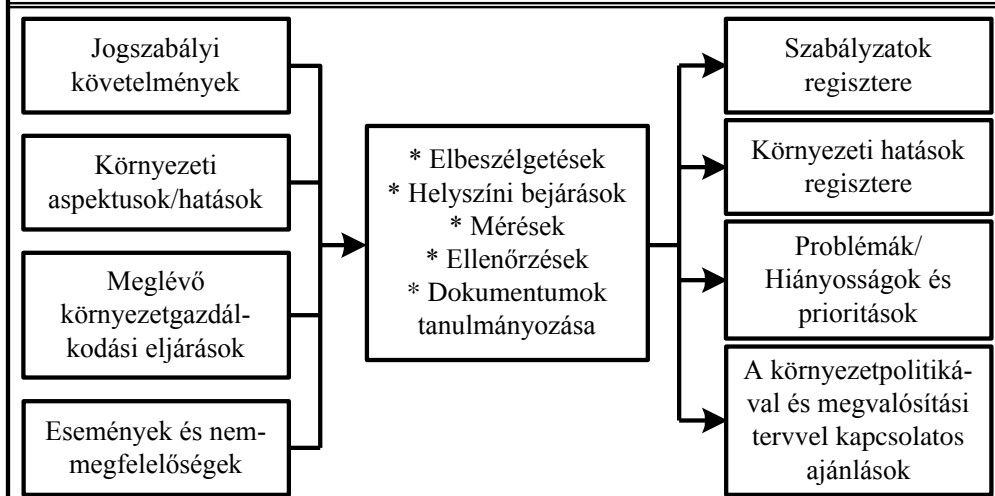 Jogszabályi
követelmények
Környezeti
aspektusok/hatások
Meglévő
környezetgazdál-
kodási eljárások
Események és nem-
megfelelőségek
* Elbeszélgetések
* Helyszíni bejárások
* Mérések
* Ellenőrzések
* Dokumentumok
tanulmányozása
Szabályzatok
regisztere
Környezeti hatások
regisztere
Problémák/
Hiányosságok és
prioritások
A környezetpolitiká-
val és megvalósítási
tervvel kapcsolatos
ajánlások